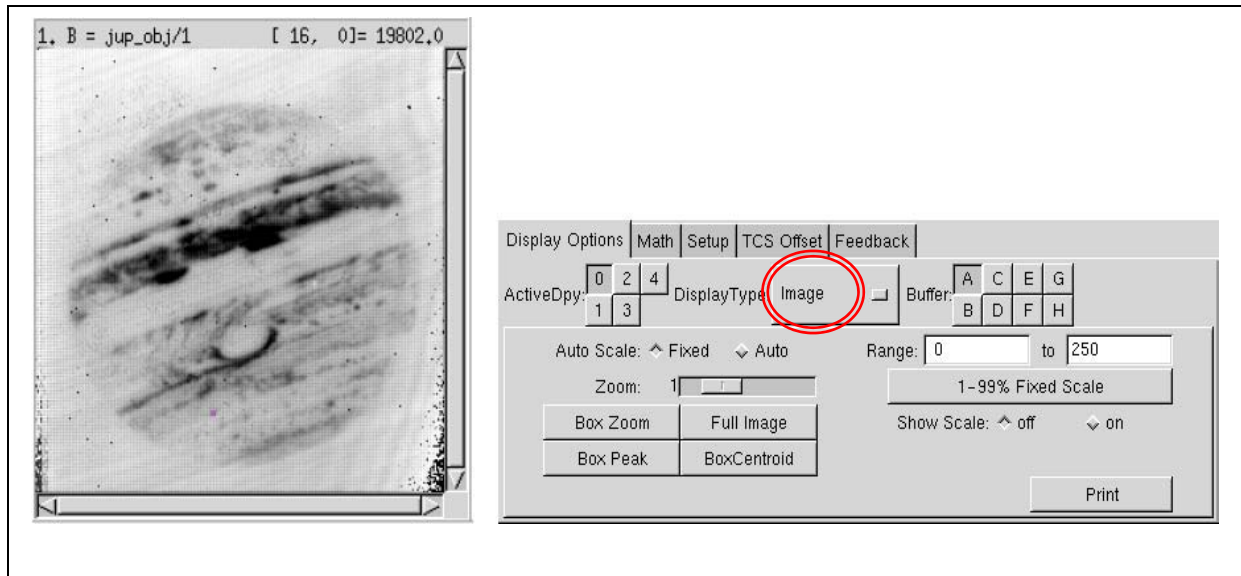 1. B = jup_obj/1 [ 16, 0]= 19802.0
Display Options Math Setup TCS Offset Feedback
ActiveDpy: 0 2 4 DisplayType Image Buffer: A C E G
1 3 B D F H
Auto Scale: Fixed Auto Range: 0 to 250
Zoom: 1 1-99% Fixed Scale
Box Zoom Full Image Show Scale: off on
Box Peak BoxCentroid
Print